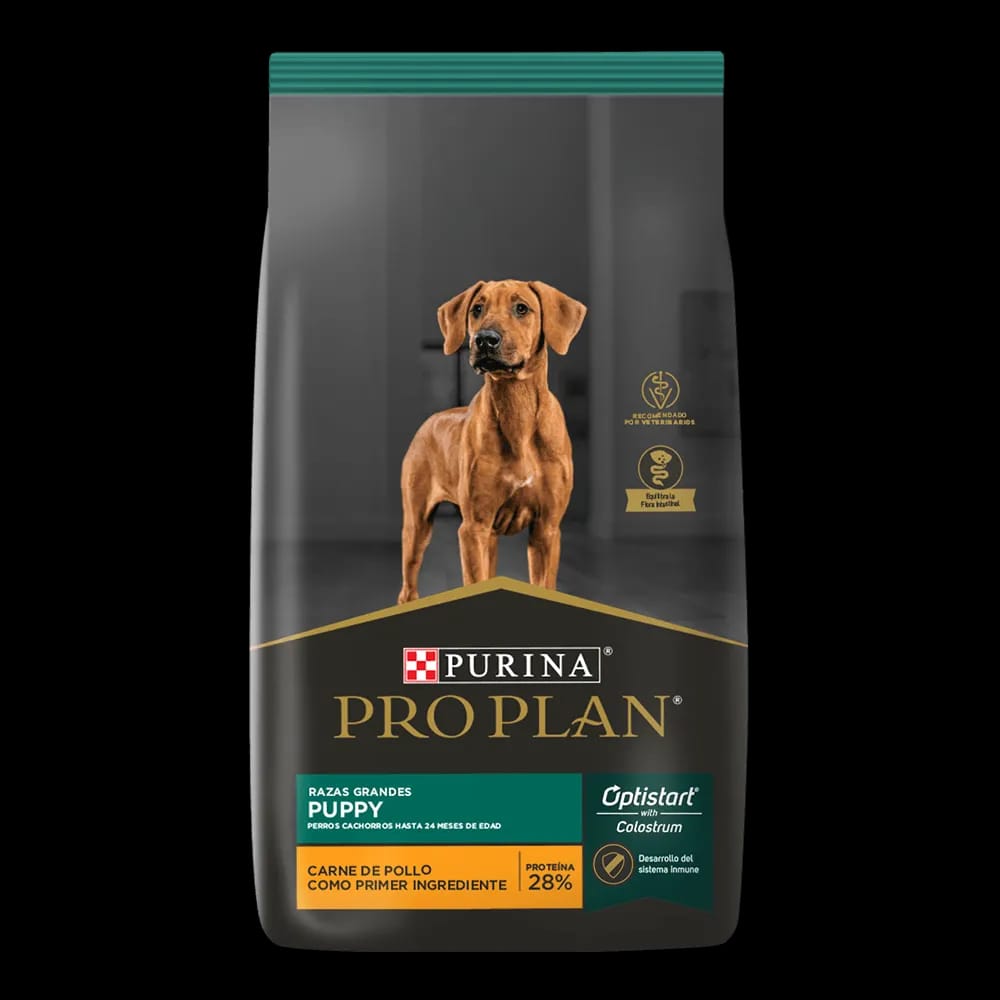 RECOMENDADO
POR VETERINARIOS
Equilibra la
Flora Intestinal
PURINA®
PRO PLAN®
RAZAS GRANDES
PUPPY
PERROS CACHORROS HASTA 24 MESES DE EDAD
CARNE DE POLLO
COMO PRIMER INGREDIENTE
PROTEÍNA
28%
Optistart®
with
Colostrum
Desarrollo del
sistema inmune